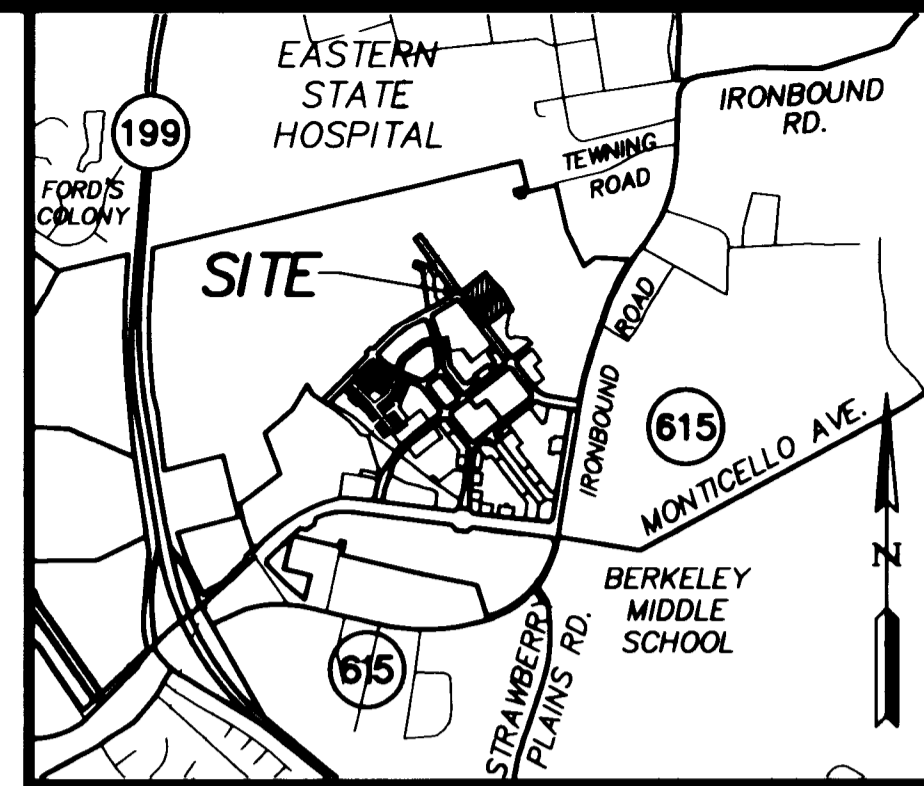 EASTERN
STATE
HOSPITAL
IRONBOUND
RD.
199
TEWNING
ROAD
FORD'S
COLONY
SITE
ROAD
IRONBOUND
615
MONTICELLO AVE.
N
BERKELEY
MIDDLE
SCHOOL
615
STRAWBERRY
PLAINS RD.